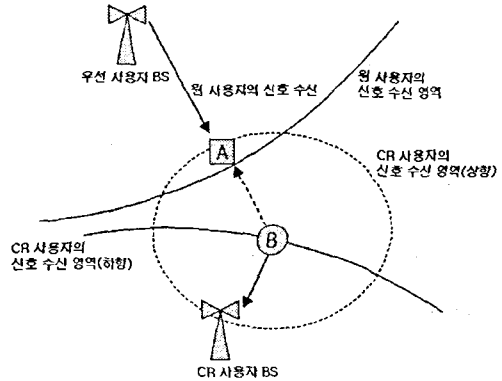 우선 사용자 BS
원 사용자의 신호 수신
원 사용자의
신호 수신 영역
A
CR 사용자의
신호 수신 영역(상향)
B
CR 사용자의
신호 수신 영역(하향)
CR 사용자 BS